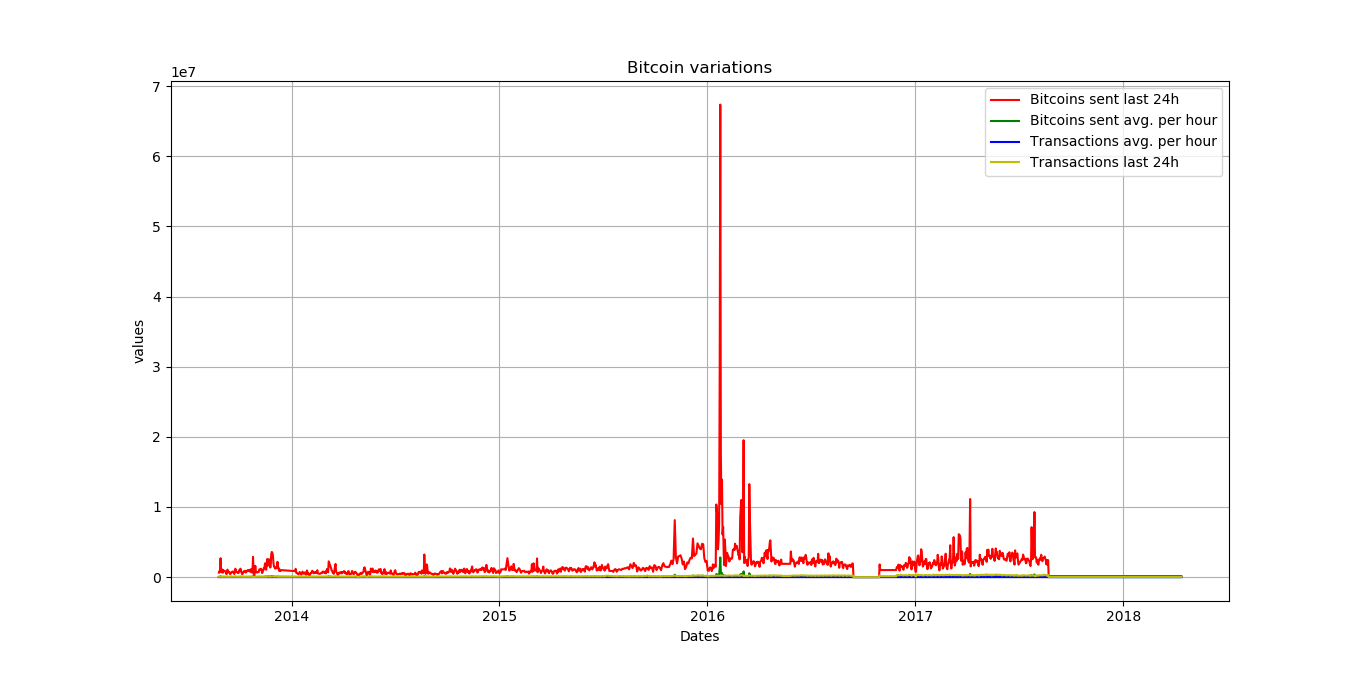 Bitcoin variations
1e7
7
6
5
4
3
2
1
0
values
2014
2015
2016
2017
2018
Dates
Bitcoins sent last 24h
Bitcoins sent avg. per hour
Transactions avg. per hour
Transactions last 24h